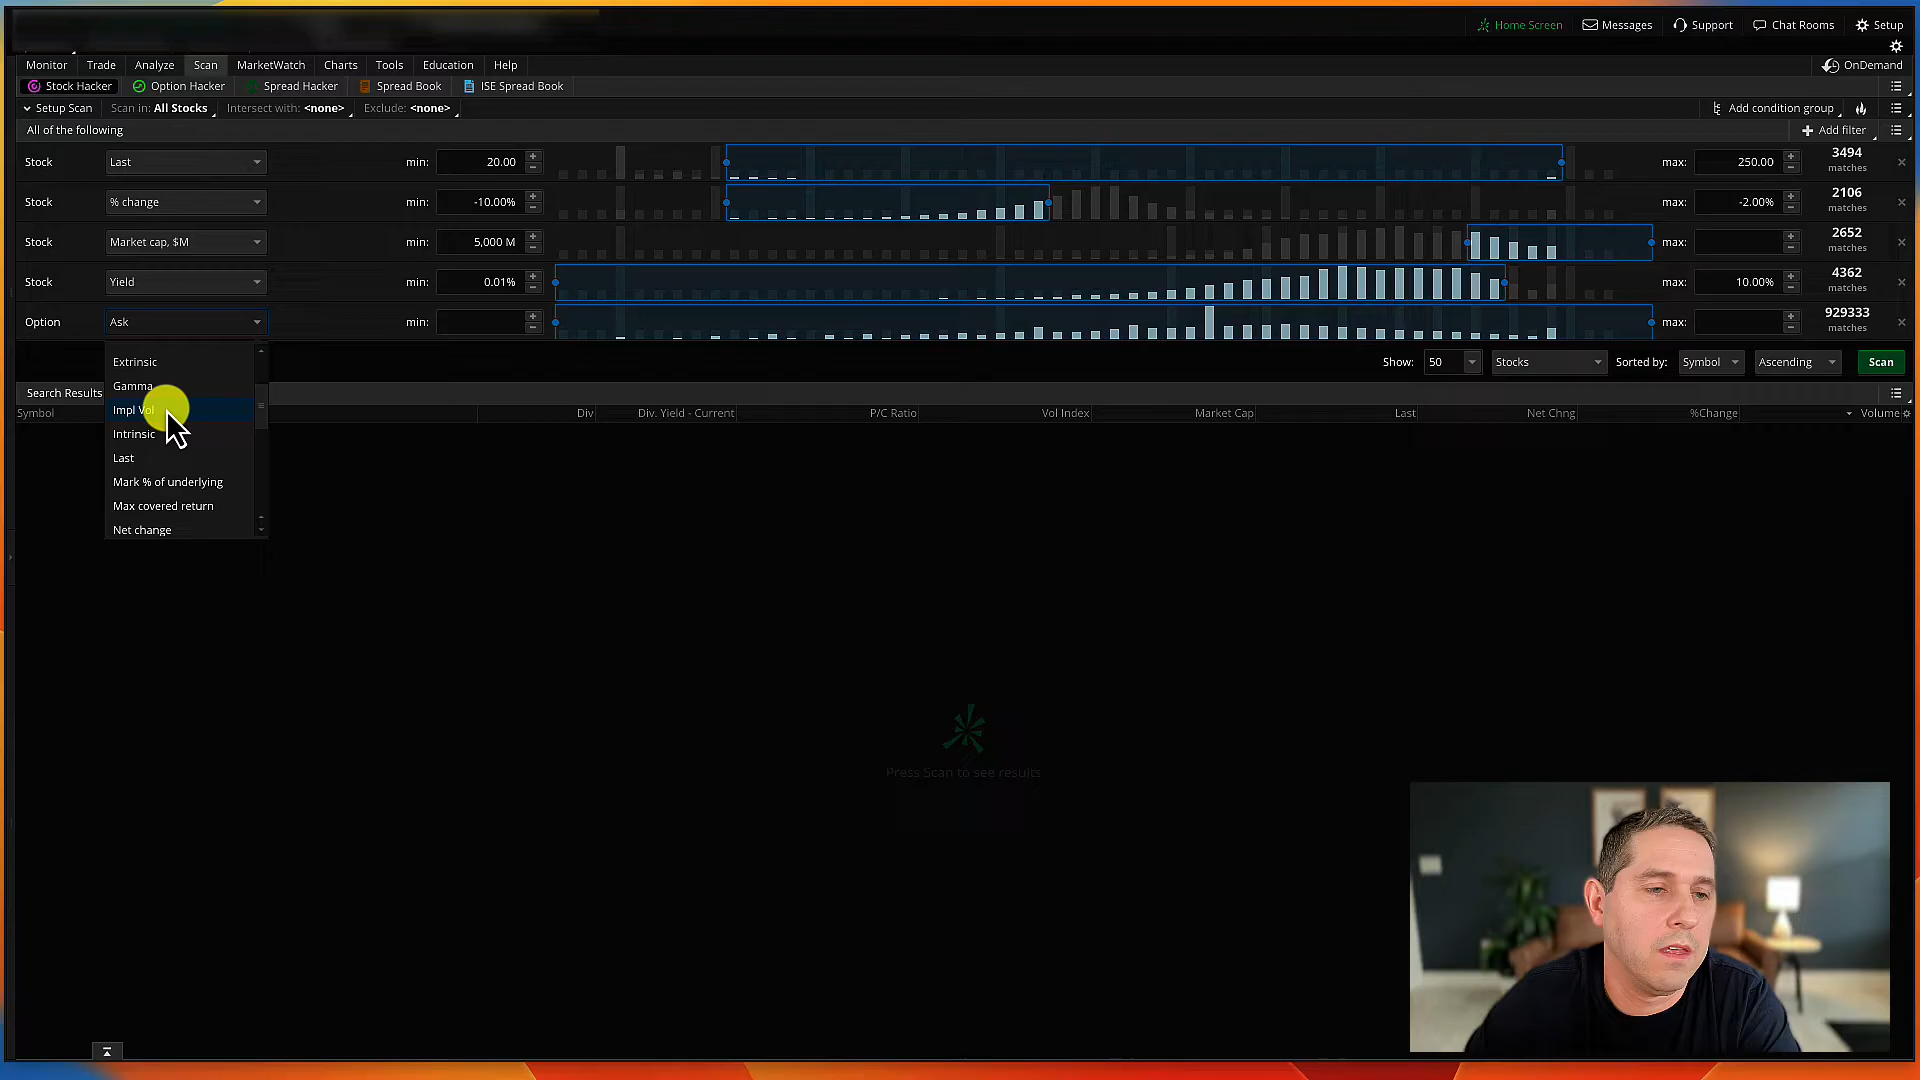 Home Screen Messages Support Chat Rooms Setup
Monitor Trade Analyze Scan MarketWatch Charts Tools Education Help OnDemand
Stock Hacker Option Hacker Spread Hacker Spread Book ISE Spread Book
Setup Scan Scan in: All Stocks Intersect with: <none> Exclude: <none> Add condition group
All of the following Add filter
Stock Last min: 20.00 max: 250.00 3494 matches
Stock % change min: -10.00% max: -2.00% 2106 matches
Stock Market cap, $M min: 5,000 M max: 2652 matches
Stock Yield min: 0.01% max: 10.00% 4362 matches
Option Ask min: max: 929333 matches
Show: 50 Stocks Sorted by: Symbol Ascending Scan
Extrinsic
Gamma
Impl Vol
Intrinsic
Last
Mark % of underlying
Max covered return
Net change
Search Results
Symbol Div Div. Yield - Current P/C Ratio Vol Index Market Cap Last Net Chng %Change Volume
Press Scan to see results